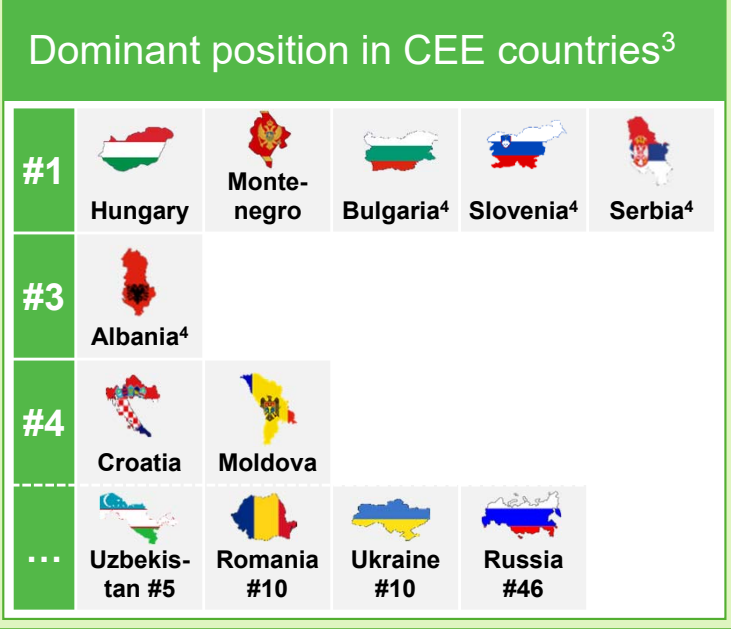 Dominant position in CEE countries³
#1
Hungary
Monte-
negro
Bulgaria⁴
Slovenia⁴
Serbia⁴
#3
Albania⁴
#4
Croatia
Moldova
...
Uzbekis-
tan #5
Romania
#10
Ukraine
#10
Russia
#46